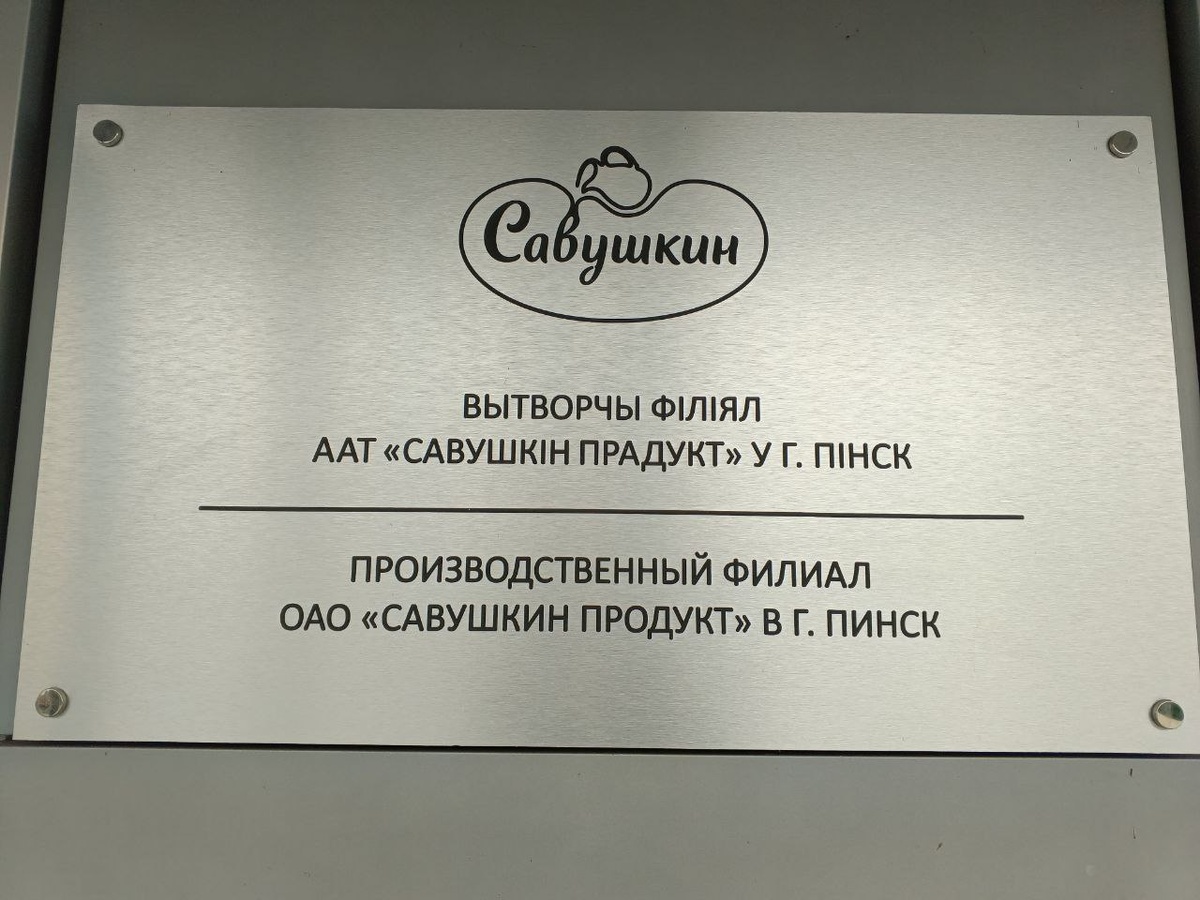 Савушкин
ВЫТВОРЧЫ ФІЛІЯЛ
ААТ «САВУШКІН ПРАДУКТ» У Г. ПІНСК
ПРОИЗВОДСТВЕННЫЙ ФИЛИАЛ
ОАО «САВУШКИН ПРОДУКТ» В Г. ПИНСК